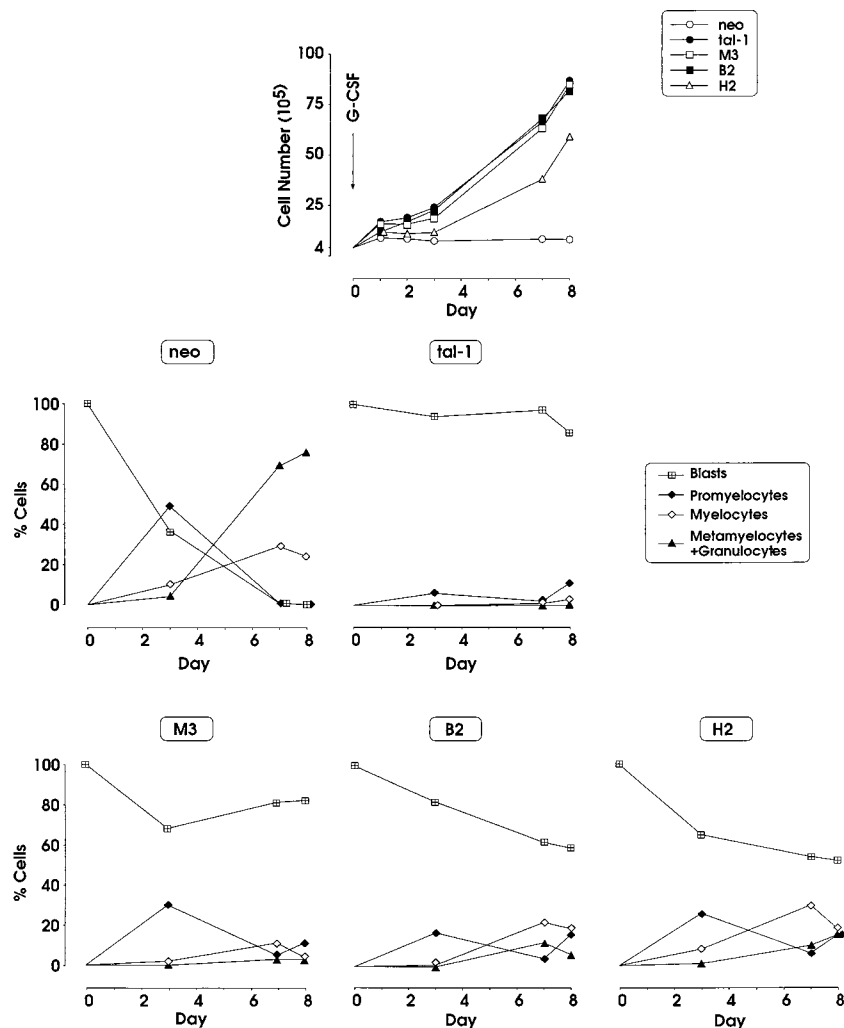 neo
tal-1
M3
B2
H2
100
75
50
25
4
Cell Number (10⁵)
G-CSF
0 2 4 6 8
Day
neo
tal-1
100
80
60
40
20
0
% Cells
0 2 4 6 8
Day
0 2 4 6 8
Day
Blasts
Promyelocytes
Myelocytes
Metamyelocytes
+Granulocytes
M3
B2
H2
100
80
60
40
20
0
% Cells
0 2 4 6 8
Day
0 2 4 6 8
Day
0 2 4 6 8
Day